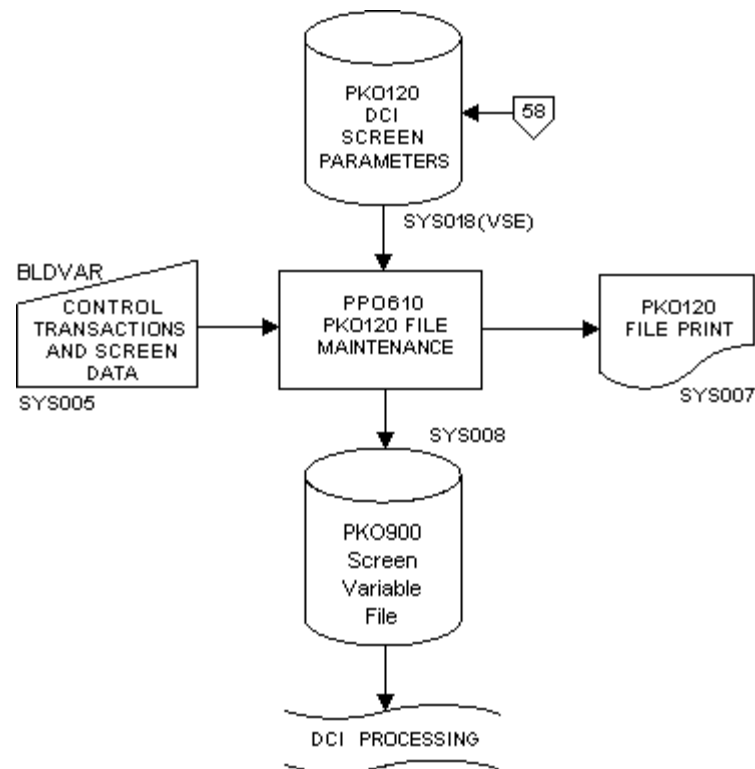 PKO120
DCI
SCREEN
PARAMETERS
58
SYS018(VSE)
BLDVAR
CONTROL
TRANSACTIONS
AND SCREEN
DATA
SYS005
PPO610
PKO120 FILE
MAINTENANCE
PKO120
FILE PRINT
SYS007
SYS008
PKO900
Screen
Variable
File
DCI PROCESSING